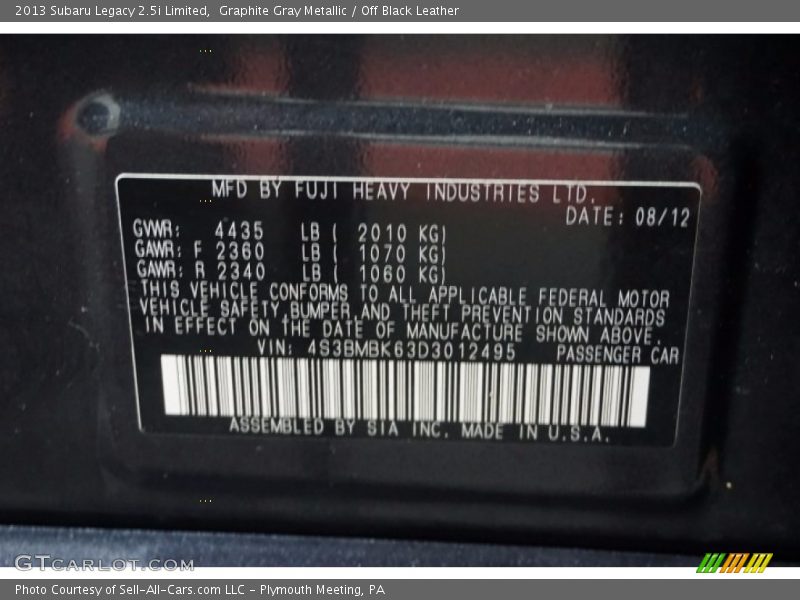 2013 Subaru Legacy 2.5i Limited,  Graphite Gray Metallic / Off Black Leather
MFD BY FUJI HEAVY INDUSTRIES LTD.
DATE: 08/12
GVWR: 4435 LB ( 2010 KG)
GAWR: F 2360 LB ( 1070 KG)
GAWR: R 2340 LB ( 1060 KG)
THIS VEHICLE CONFORMS TO ALL APPLICABLE FEDERAL MOTOR
VEHICLE SAFETY,BUMPER,AND THEFT PREVENTION STANDARDS
IN EFFECT ON THE DATE OF MANUFACTURE SHOWN ABOVE.
VIN: 4S3BMBK63D3012495 PASSENGER CAR
ASSEMBLED BY SIA INC. MADE IN U.S.A.
GTCARLOT.COM
Photo Courtesy of Sell-All-Cars.com LLC - Plymouth Meeting, PA